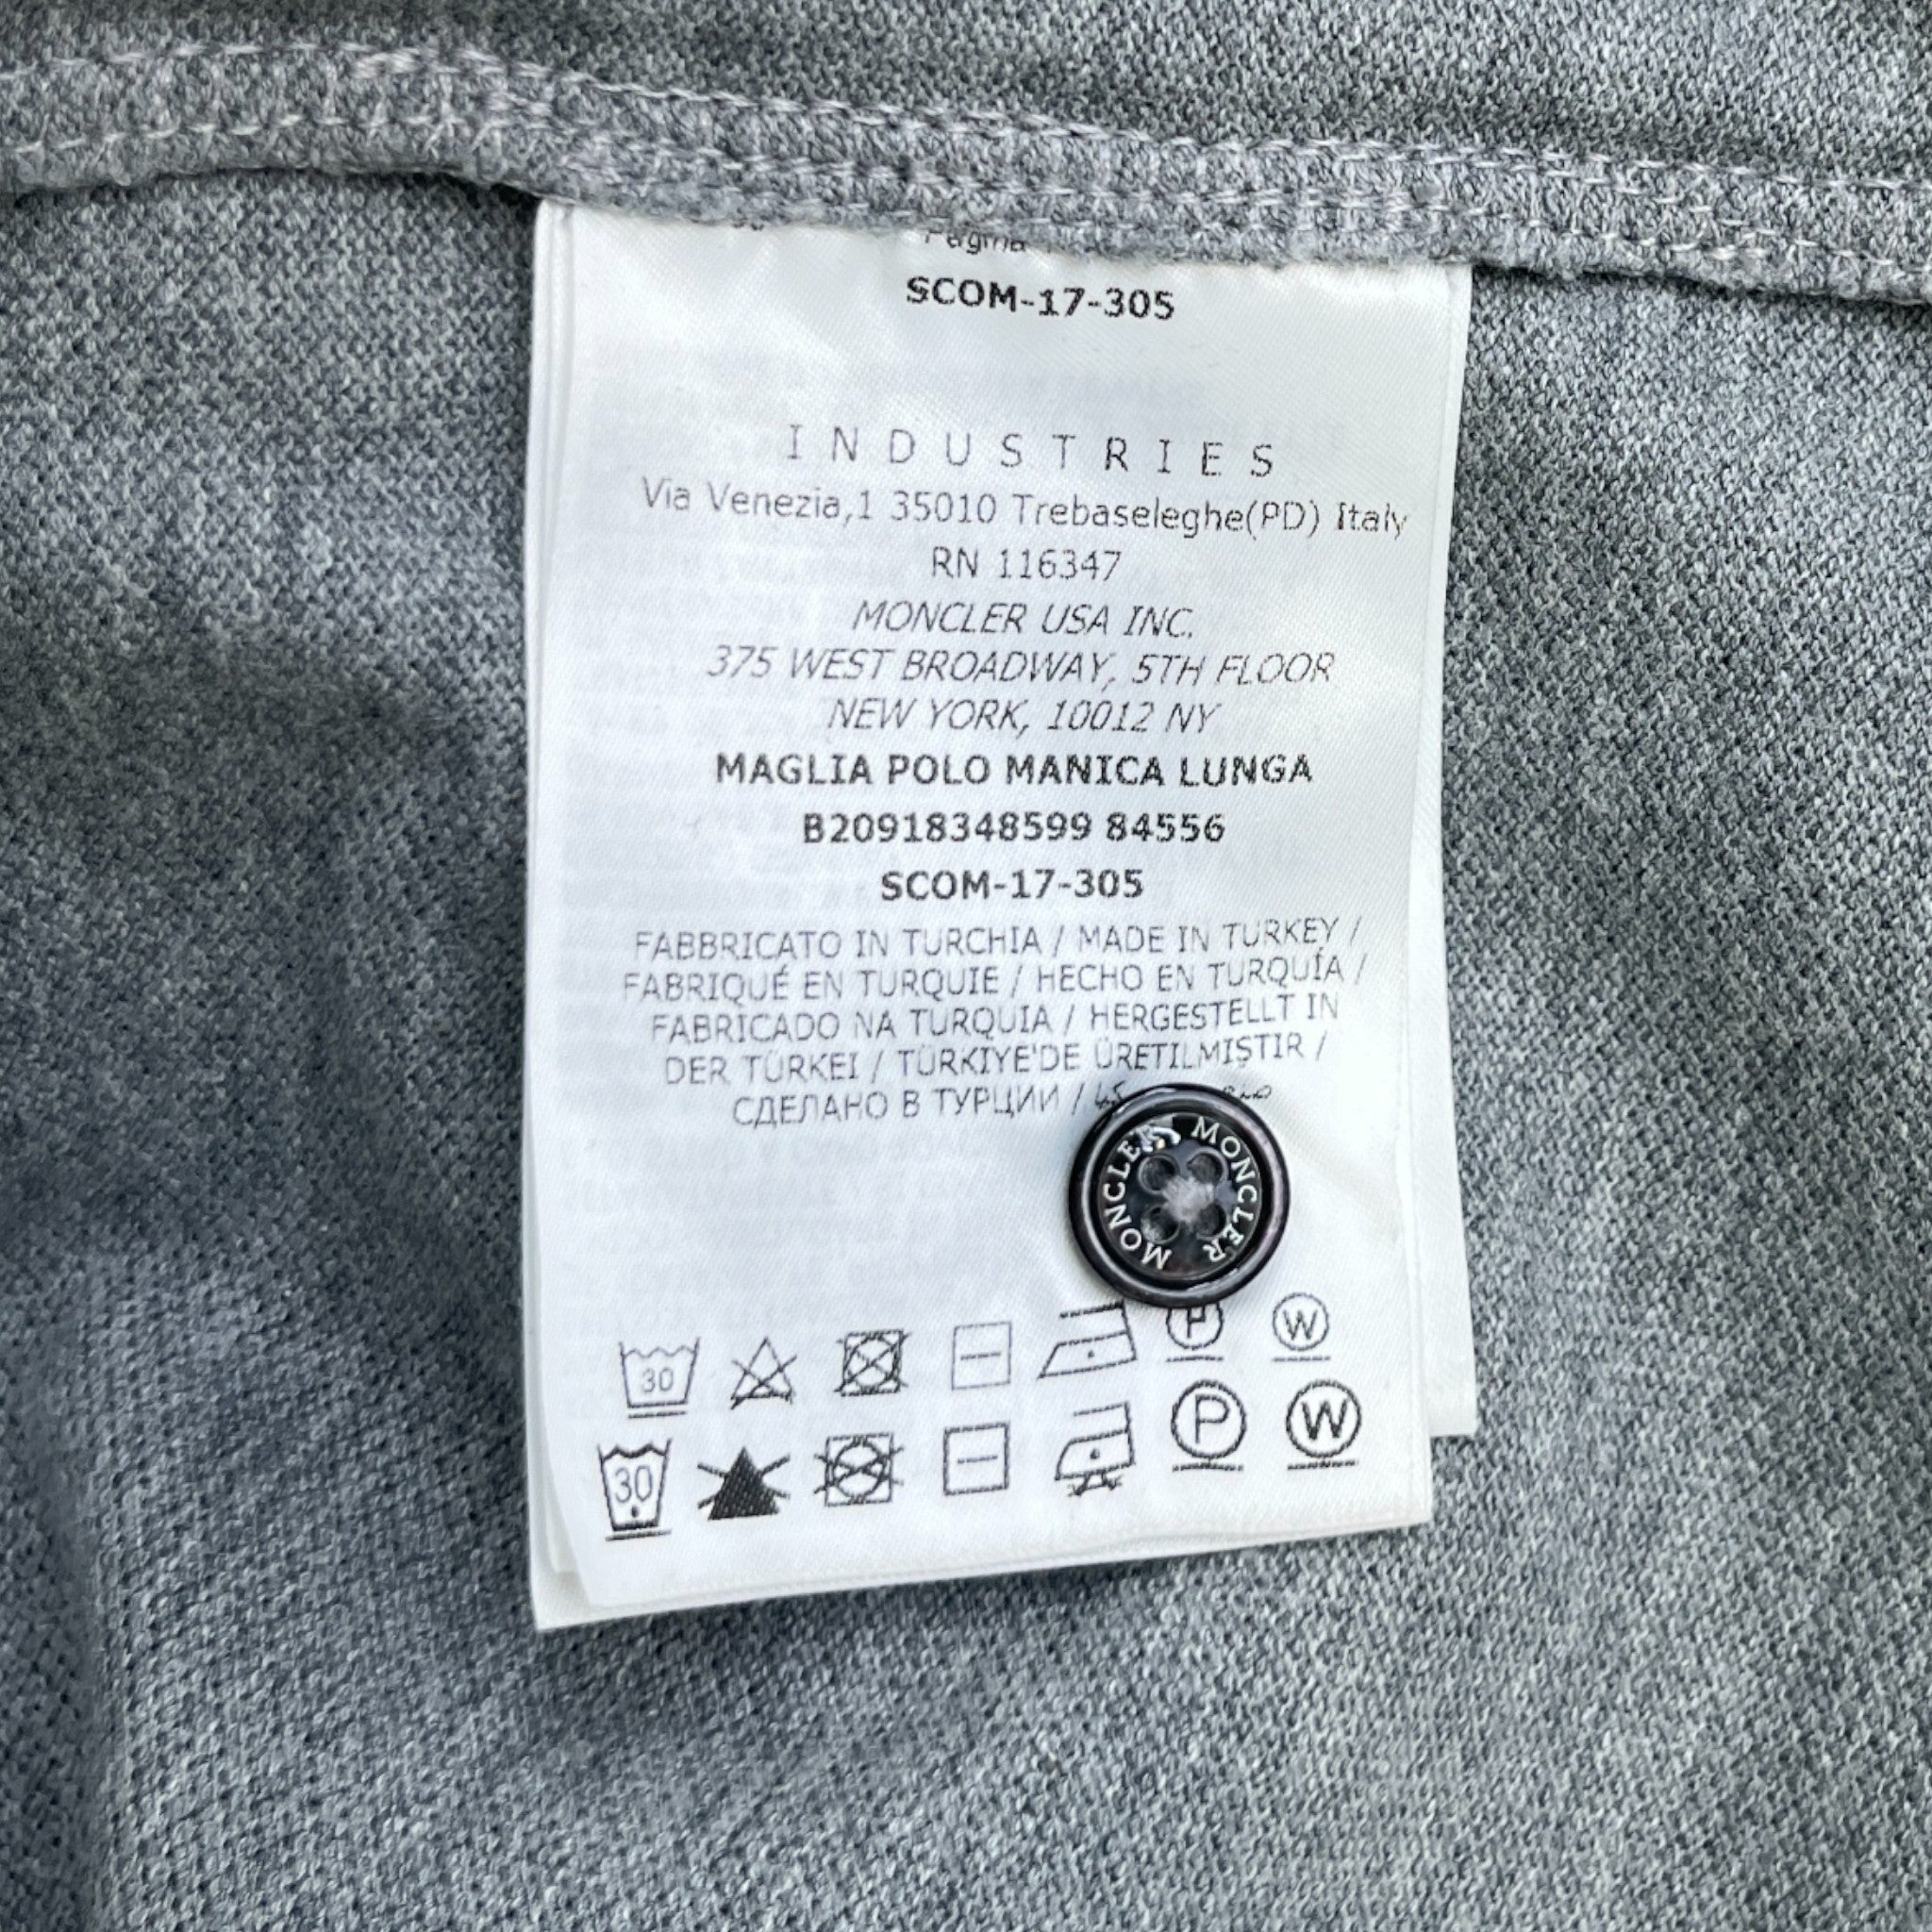 Pagina
SCOM-17-305
INDUSTRIES
Via Venezia,1 35010 Trebaseleghe(PD) Italy
RN 116347
MONCLER USA INC.
375 WEST BROADWAY, 5TH FLOOR
NEW YORK, 10012 NY
MAGLIA POLO MANICA LUNGA
B20918348599 84556
SCOM-17-305
FABBRICATO IN TURCHIA / MADE IN TURKEY /
FABRIQUÉ EN TURQUIE / HECHO EN TURQUÍA /
FABRICADO NA TURQUIA / HERGESTELLT IN
DER TÜRKEI / TÜRKIYE'DE ÜRETILMIŞTIR /
СДЕЛАНО В ТУРЦИИ /
MONCLER MONCLER
30 P W
30 P W